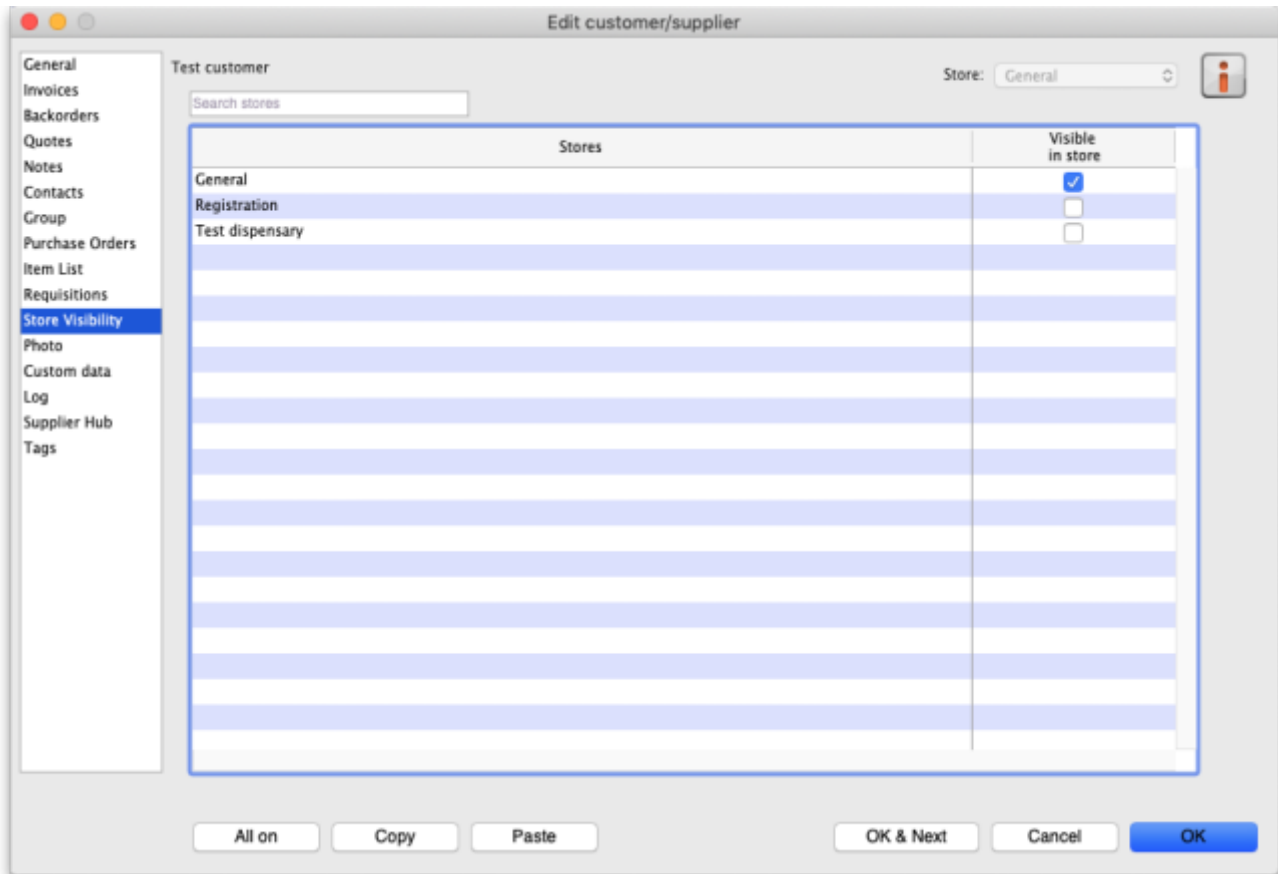 Edit customer/supplier
General
Invoices
Backorders
Quotes
Notes
Contacts
Group
Purchase Orders
Item List
Requisitions
Store Visibility
Photo
Custom data
Log
Supplier Hub
Tags
Test customer
Store: General
Search stores
Stores
Visible
in store
General
Registration
Test dispensary
All on
Copy
Paste
OK & Next
Cancel
OK